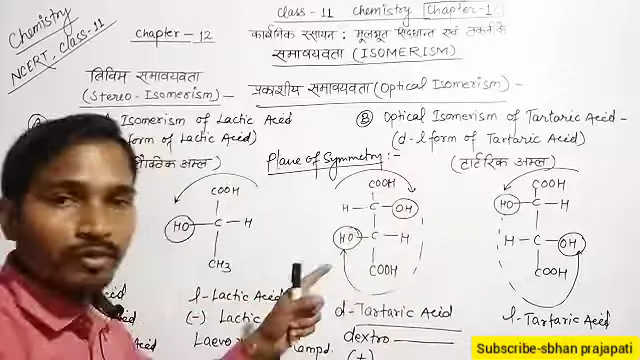 Chemistry
NCERT, class-11
class-11 Chemistry Chapter-12
Chapter-12
कार्बनिक रसायन : मूलभूत सिद्धान्त एवं तकनीकें
समावयवता (ISOMERISM)
त्रिविम समावयवता
(Stereo-Isomerism)
प्रकाशीय समावयवता (Optical Isomerism) -
Isomerism of Lactic Acid
form of Lactic Acid)
अम्ल)
COOH
HO C H
CH3
l-Lactic Acid
(-) Lactic
Laevo
Plane of Symmetry :-
B Optical Isomerism of Tartaric Acid -
(d-l form of Tartaric Acid)
(टार्टरिक अम्ल)
COOH
H - C - OH
HO - C - H
COOH
d-Tartaric Acid
dextro
(+)
COOH
HO - C - H
H - C - OH
COOH
l-Tartaric Acid
Compd.
Subscribe-sbhan prajapati